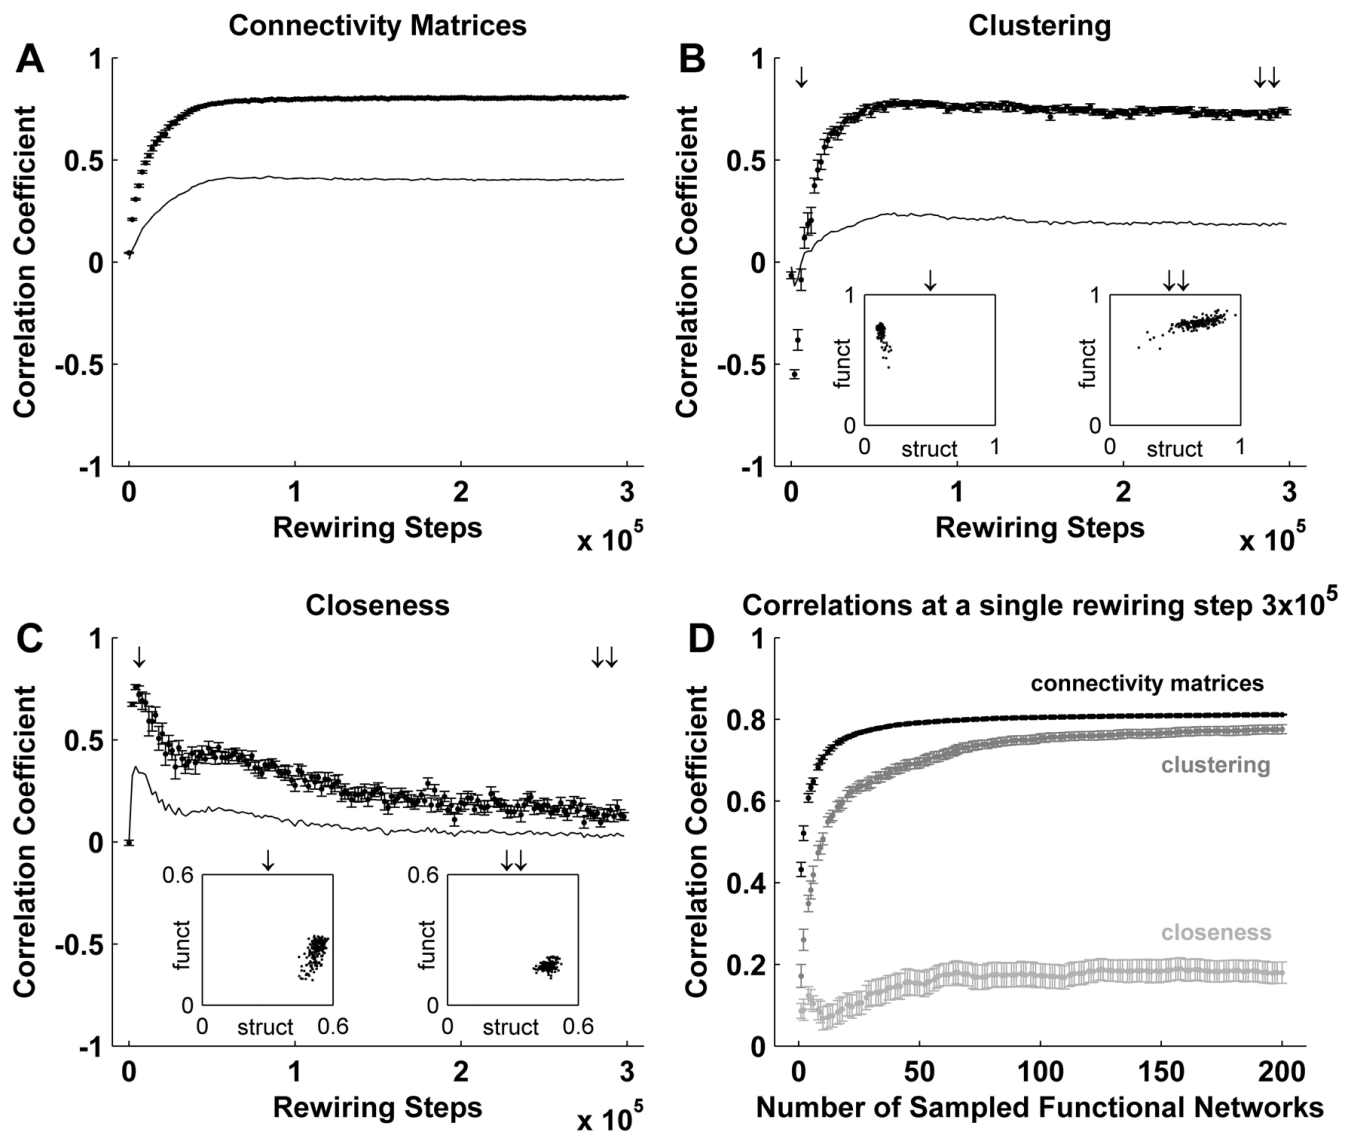 Connectivity Matrices
A
1
0.5
0
-0.5
-1
Correlation Coefficient
0 1 2 3
Rewiring Steps
x 10^5
Clustering
B
1
0.5
0
-0.5
-1
Correlation Coefficient
↓
↓↓
↓
1
funct
0
0 struct 1
↓↓
1
funct
0
0 struct 1
0 1 2 3
Rewiring Steps
x 10^5
Closeness
C
1
0.5
0
-0.5
-1
Correlation Coefficient
↓
↓↓
↓
0.6
funct
0
0 struct 0.6
↓↓
0.6
funct
0
0 struct 0.6
0 1 2 3
Rewiring Steps
x 10^5
Correlations at a single rewiring step 3x10^5
D
1
0.8
0.6
0.4
0.2
0
Correlation Coefficient
connectivity matrices
clustering
closeness
0 50 100 150 200
Number of Sampled Functional Networks